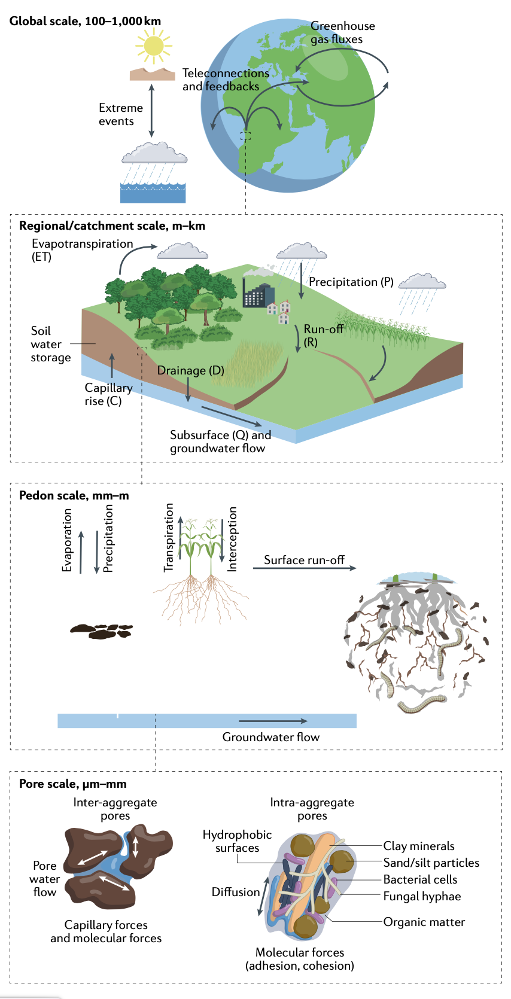 Global scale, 100–1,000 km
Greenhouse
gas fluxes
Teleconnections
and feedbacks
Extreme
events
Regional/catchment scale, m–km
Evapotranspiration
(ET)
Precipitation (P)
Soil
water
storage
Run-off
(R)
Drainage (D)
Capillary
rise (C)
Subsurface (Q) and
groundwater flow
Pedon scale, mm–m
Evaporation
Precipitation
Transpiration
Interception
Surface run-off
Groundwater flow
Pore scale, µm–mm
Inter-aggregate
pores
Pore
water
flow
Capillary forces
and molecular forces
Intra-aggregate
pores
Hydrophobic
surfaces
Diffusion
Clay minerals
Sand/silt particles
Bacterial cells
Fungal hyphae
Organic matter
Molecular forces
(adhesion, cohesion)